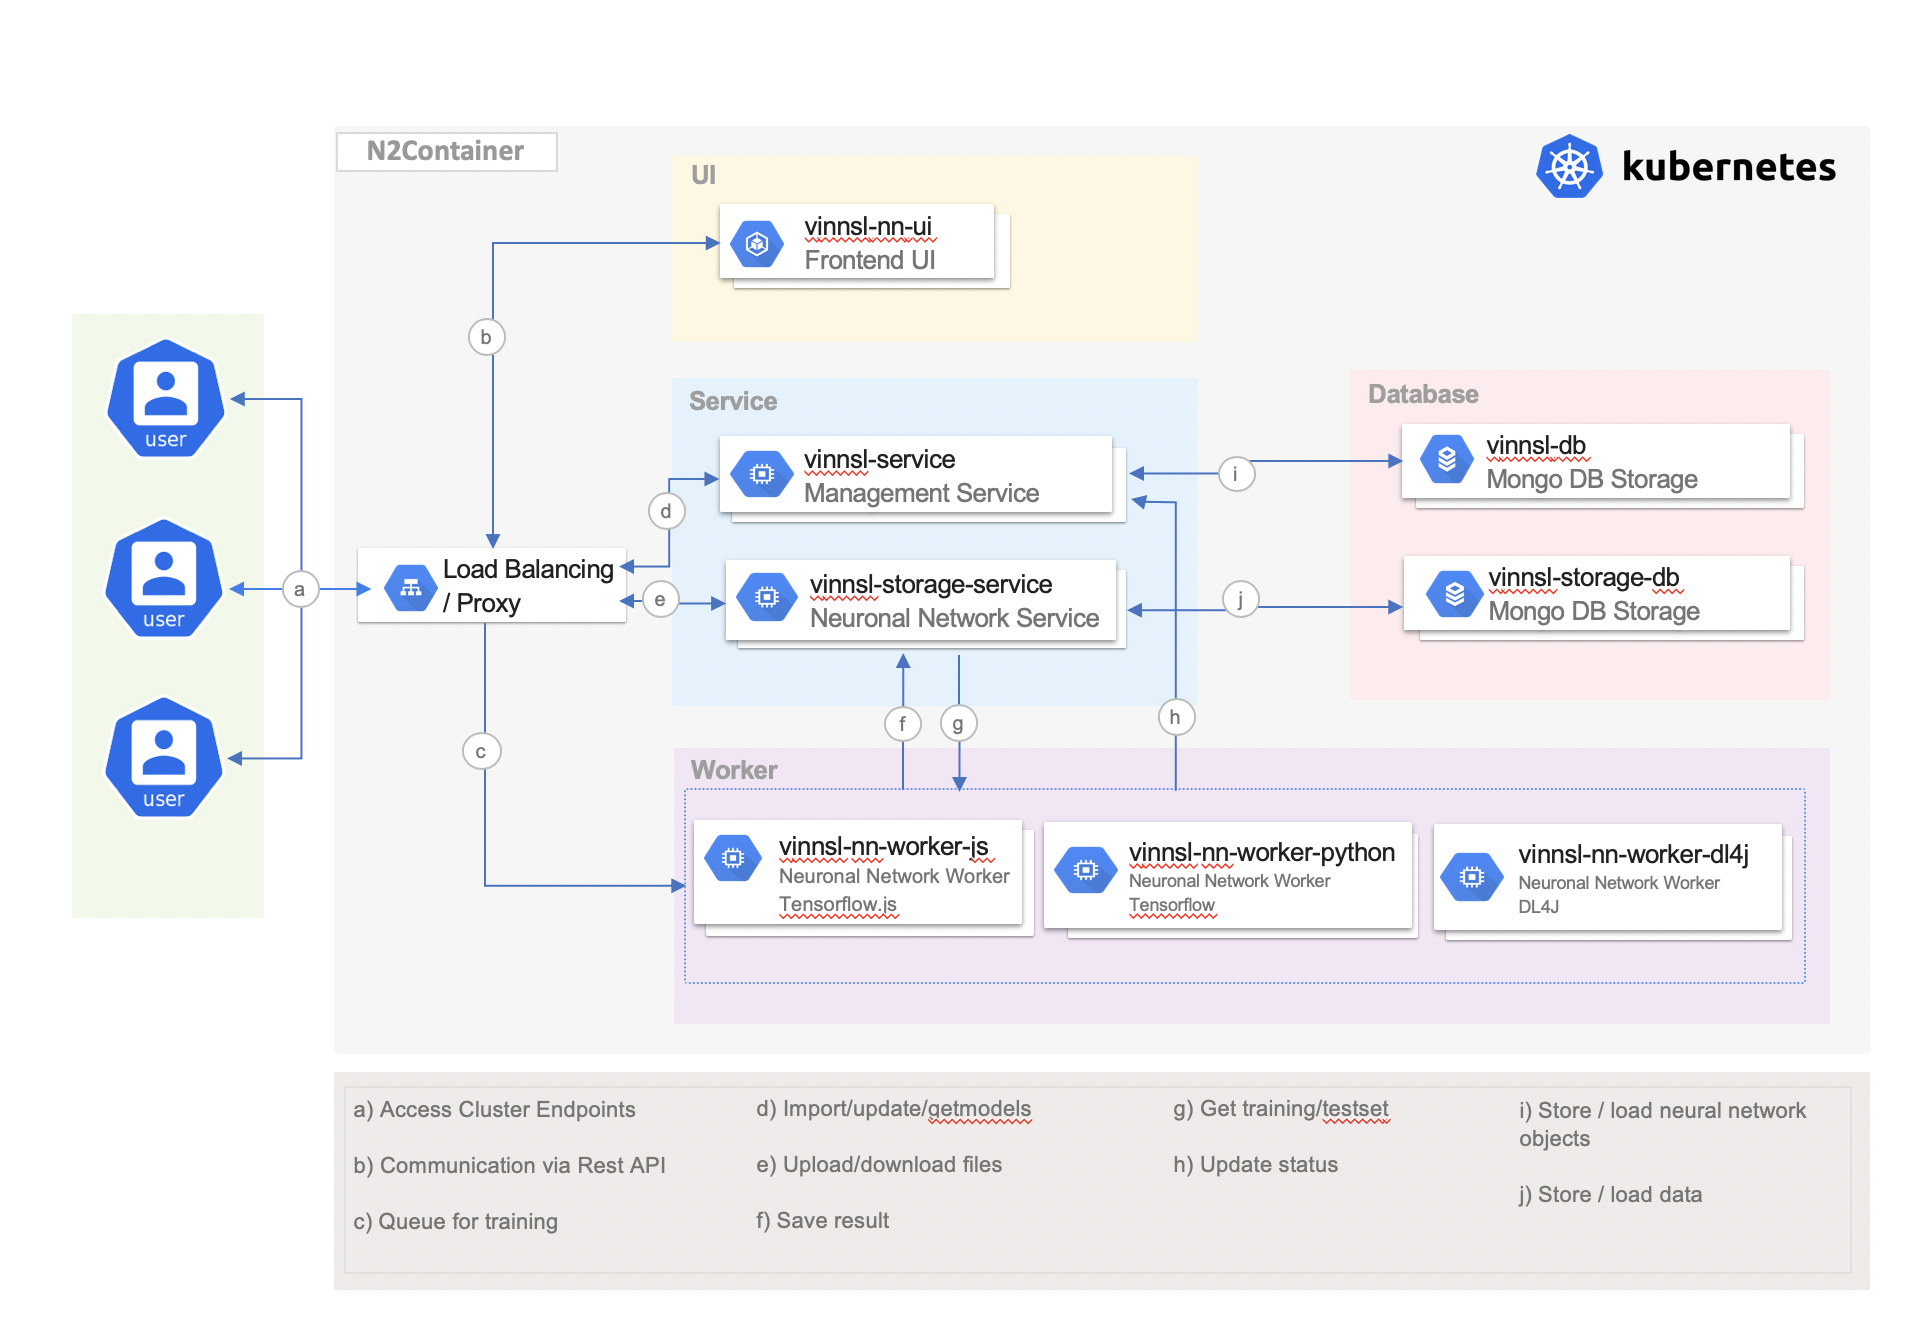 N2Container
kubernetes
UI
vinnsl-nn-ui
Frontend UI
b
user
user
user
a
Load Balancing
/ Proxy
c
d
e
Service
vinnsl-service
Management Service
vinnsl-storage-service
Neuronal Network Service
i
j
Database
vinnsl-db
Mongo DB Storage
vinnsl-storage-db
Mongo DB Storage
f
g
h
Worker
vinnsl-nn-worker-js
Neuronal Network Worker
Tensorflow.js
vinnsl-nn-worker-python
Neuronal Network Worker
Tensorflow
vinnsl-nn-worker-dl4j
Neuronal Network Worker
DL4J
a) Access Cluster Endpoints
b) Communication via Rest API
c) Queue for training
d) Import/update/getmodels
e) Upload/download files
f) Save result
g) Get training/testset
h) Update status
i) Store / load neural network
objects
j) Store / load data